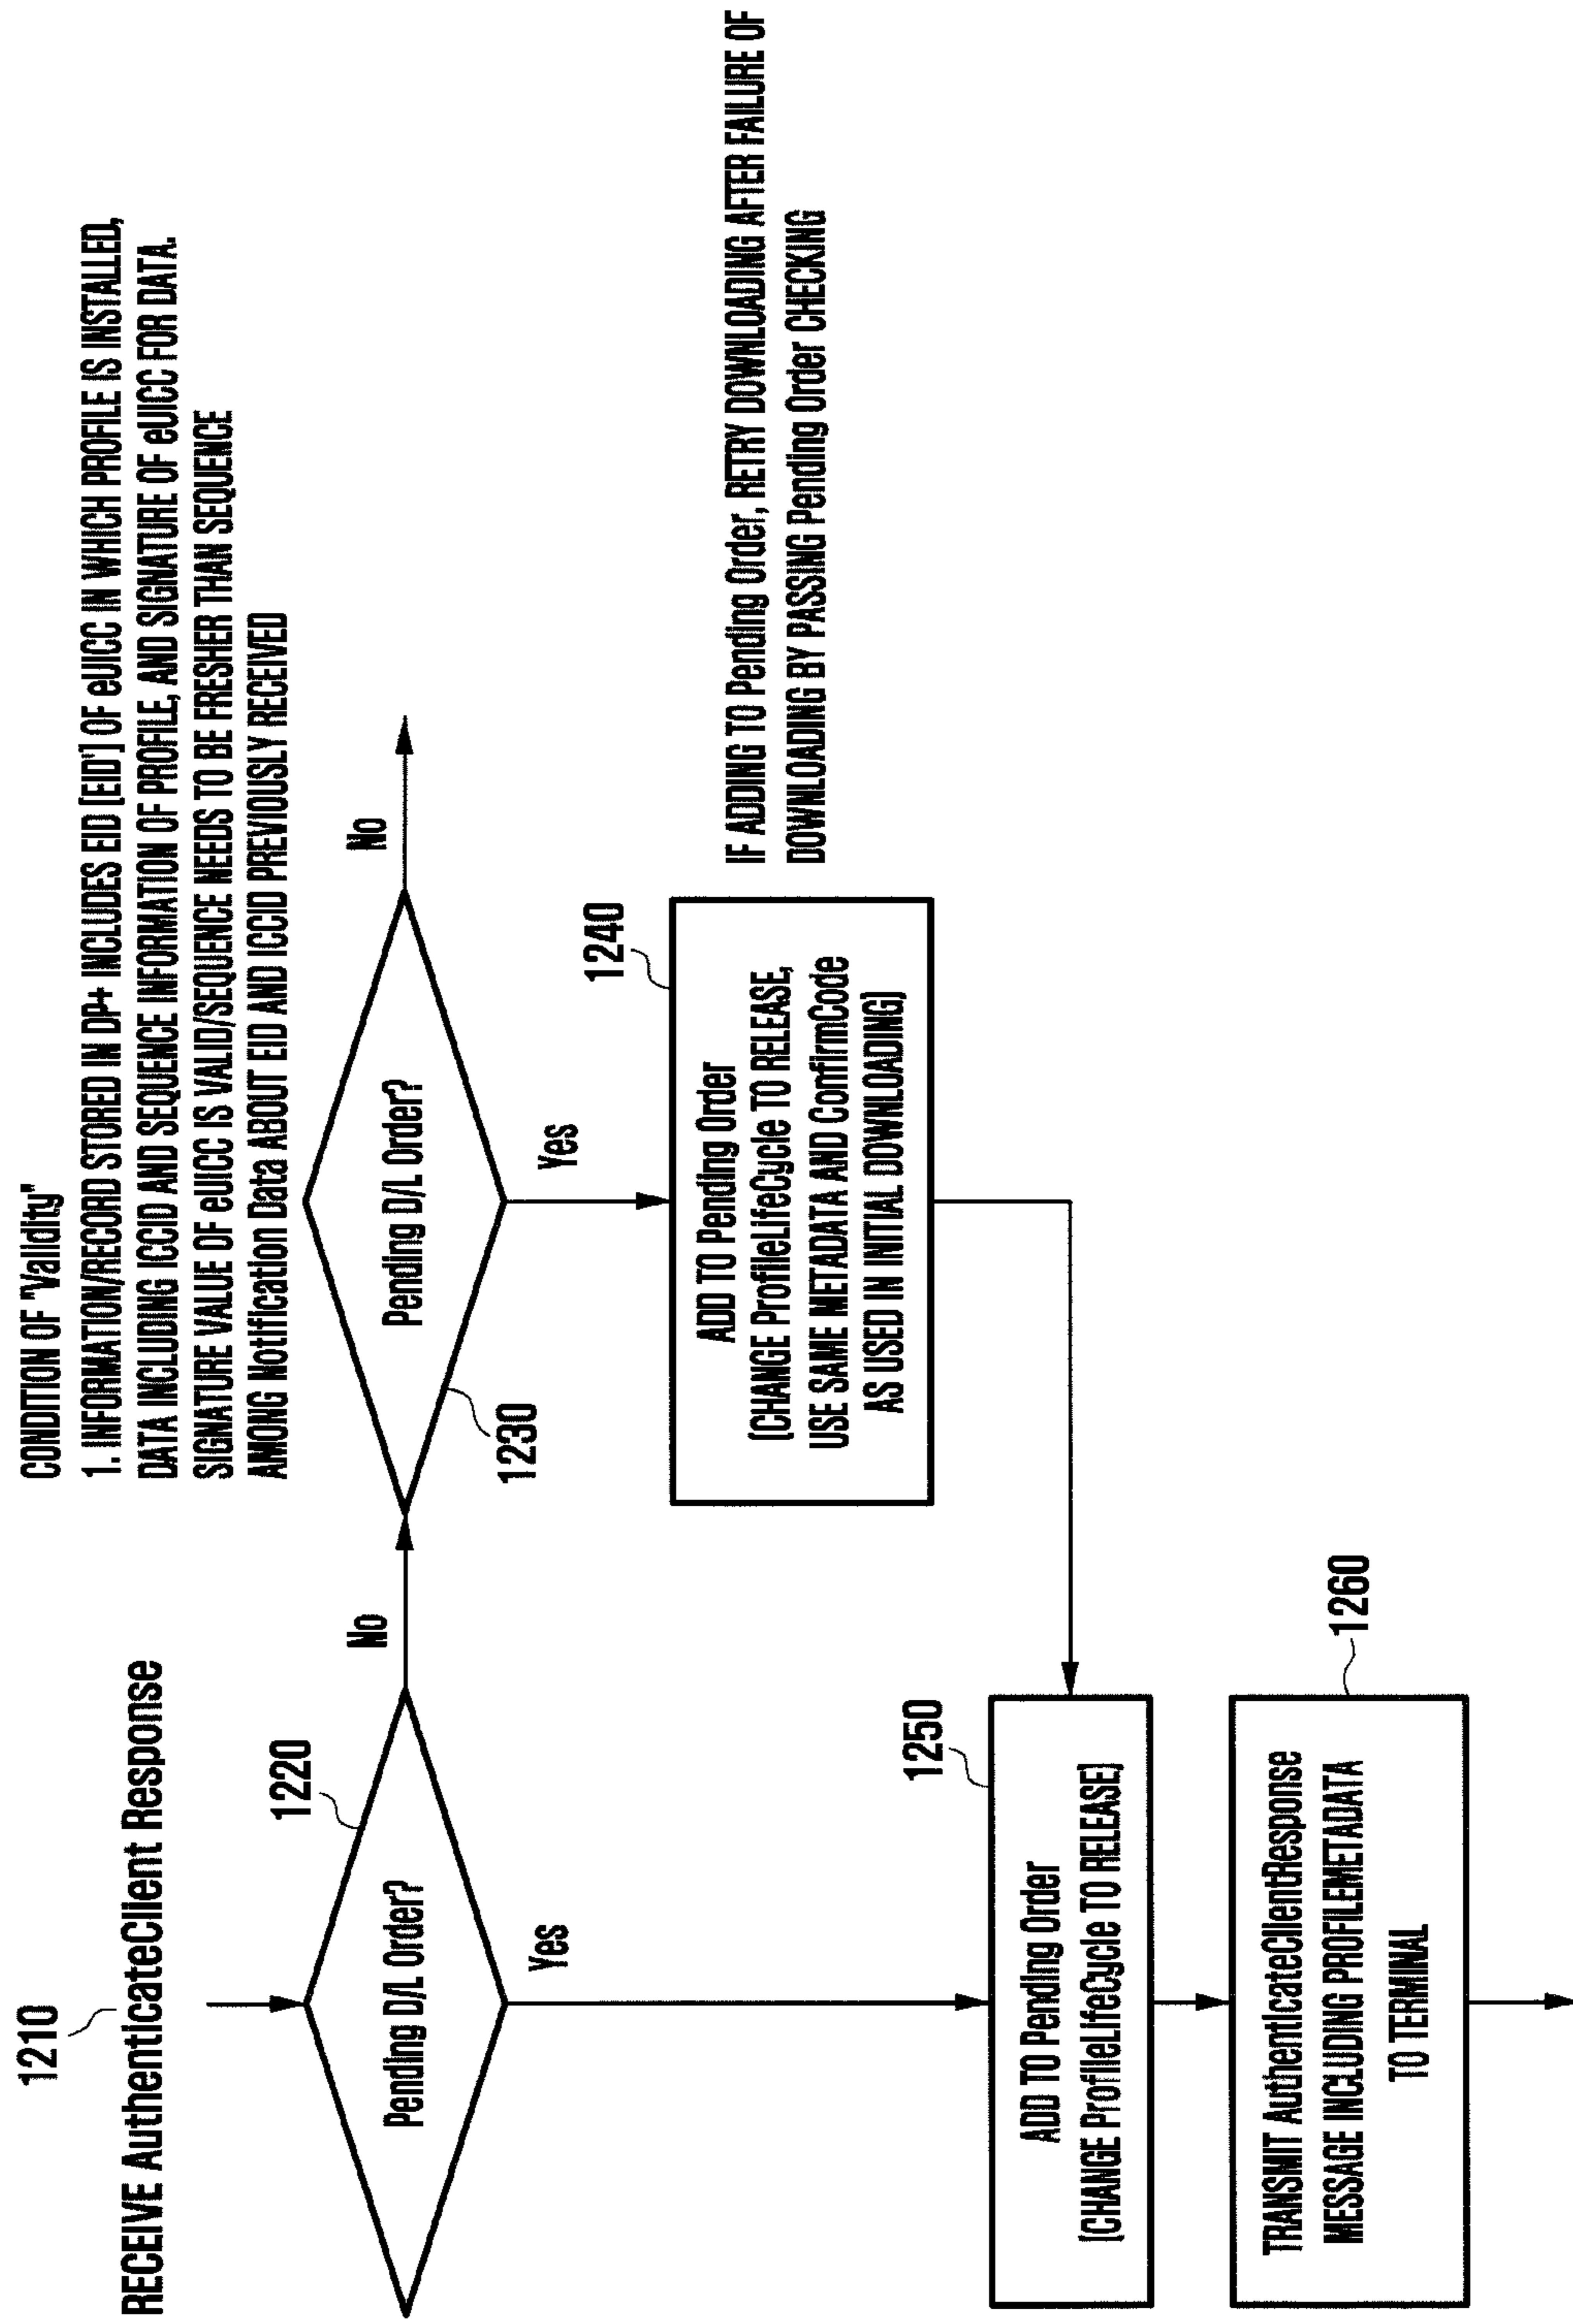 1210
RECEIVE AuthenticateClient Response
1220
Pending D/L Order?
No
Yes
CONDITION OF "Validity"
1. INFORMATION/RECORD STORED IN DP+ INCLUDES EID [EID'] OF eUICC IN WHICH PROFILE IS INSTALLED,
DATA INCLUDING ICCID AND SEQUENCE INFORMATION OF PROFILE, AND SIGNATURE OF eUICC FOR DATA.
SIGNATURE VALUE OF eUICC IS VALID/SEQUENCE NEEDS TO BE FRESHER THAN SEQUENCE
AMONG Notification Data ABOUT EID AND ICCID PREVIOUSLY RECEIVED
Pending D/L Order?
1230
No
Yes
1240
ADD TO Pending Order
(CHANGE ProfileLifeCycle TO RELEASE,
USE SAME METADATA AND ConfirmCode
AS USED IN INITIAL DOWNLOADING)
IF ADDING TO Pending Order, RETRY DOWNLOADING AFTER FAILURE OF
DOWNLOADING BY PASSING Pending Order CHECKING
1250
ADD TO Pending Order
(CHANGE ProfileLifeCycle TO RELEASE)
1260
TRANSMIT AuthenticateClientResponse
MESSAGE INCLUDING PROFILEMETADATA
TO TERMINAL